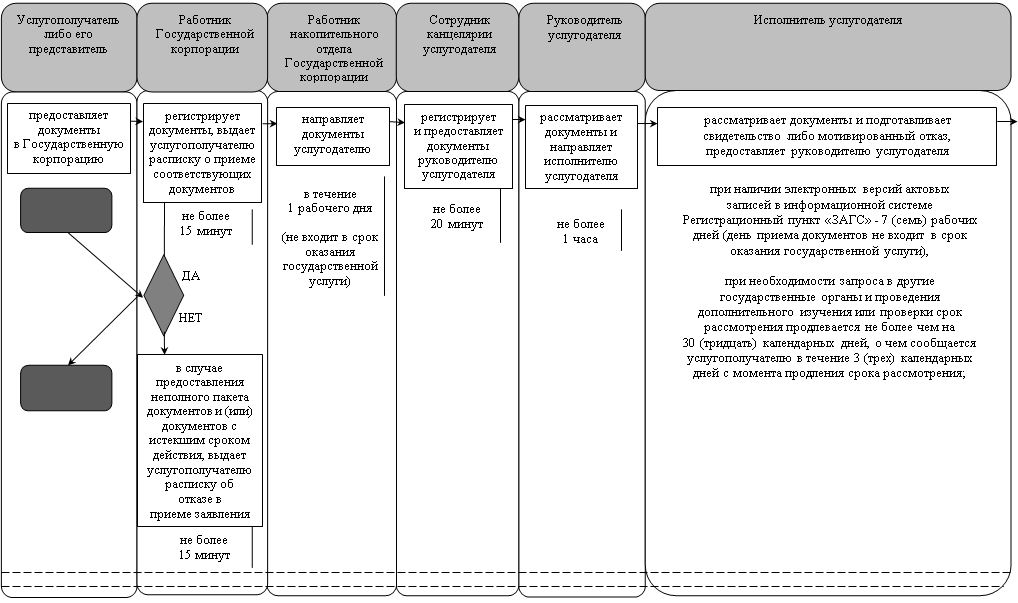 Услугополучатель
либо его
представитель
Работник
Государственной
корпорации
Работник
накопительного
отдела
Государственной
корпорации
Сотрудник
канцелярии
услугодателя
Руководитель
услугодателя
Исполнитель услугодателя
предоставляет
документы
в Государственную
корпорацию
регистрирует
документы, выдает
услугополучателю
расписку о приеме
соответствующих
документов
не более
15 минут
ДА
НЕТ
в случае
предоставления
неполного пакета
документов и (или)
документов с
истекшим сроком
действия, выдает
услугополучателю
расписку об
отказе в
приеме заявления
не более
15 минут
направляет
документы
услугодателю
в течение
1 рабочего дня
(не входит в срок
оказания
государственной
услуги)
регистрирует
и предоставляет
документы
руководителю
услугодателя
не более
20 минут
рассматривает
документы и
направляет
исполнителю
услугодателя
не более
1 часа
рассматривает документы и подготавливает
свидетельство либо мотивированный отказ,
предоставляет руководителю услугодателя
при наличии электронных версий актовых
записей в информационной системе
Регистрационный пункт «ЗАГС» - 7 (семь) рабочих
дней (день приема документов не входит в срок
оказания государственной услуги),
при необходимости запроса в другие
государственные органы и проведения
дополнительного изучения или проверки срок
рассмотрения продлевается не более чем на
30 (тридцать) календарных дней, о чем сообщается
услугополучателю в течение 3 (трех) календарных
дней с момента продления срока рассмотрения;